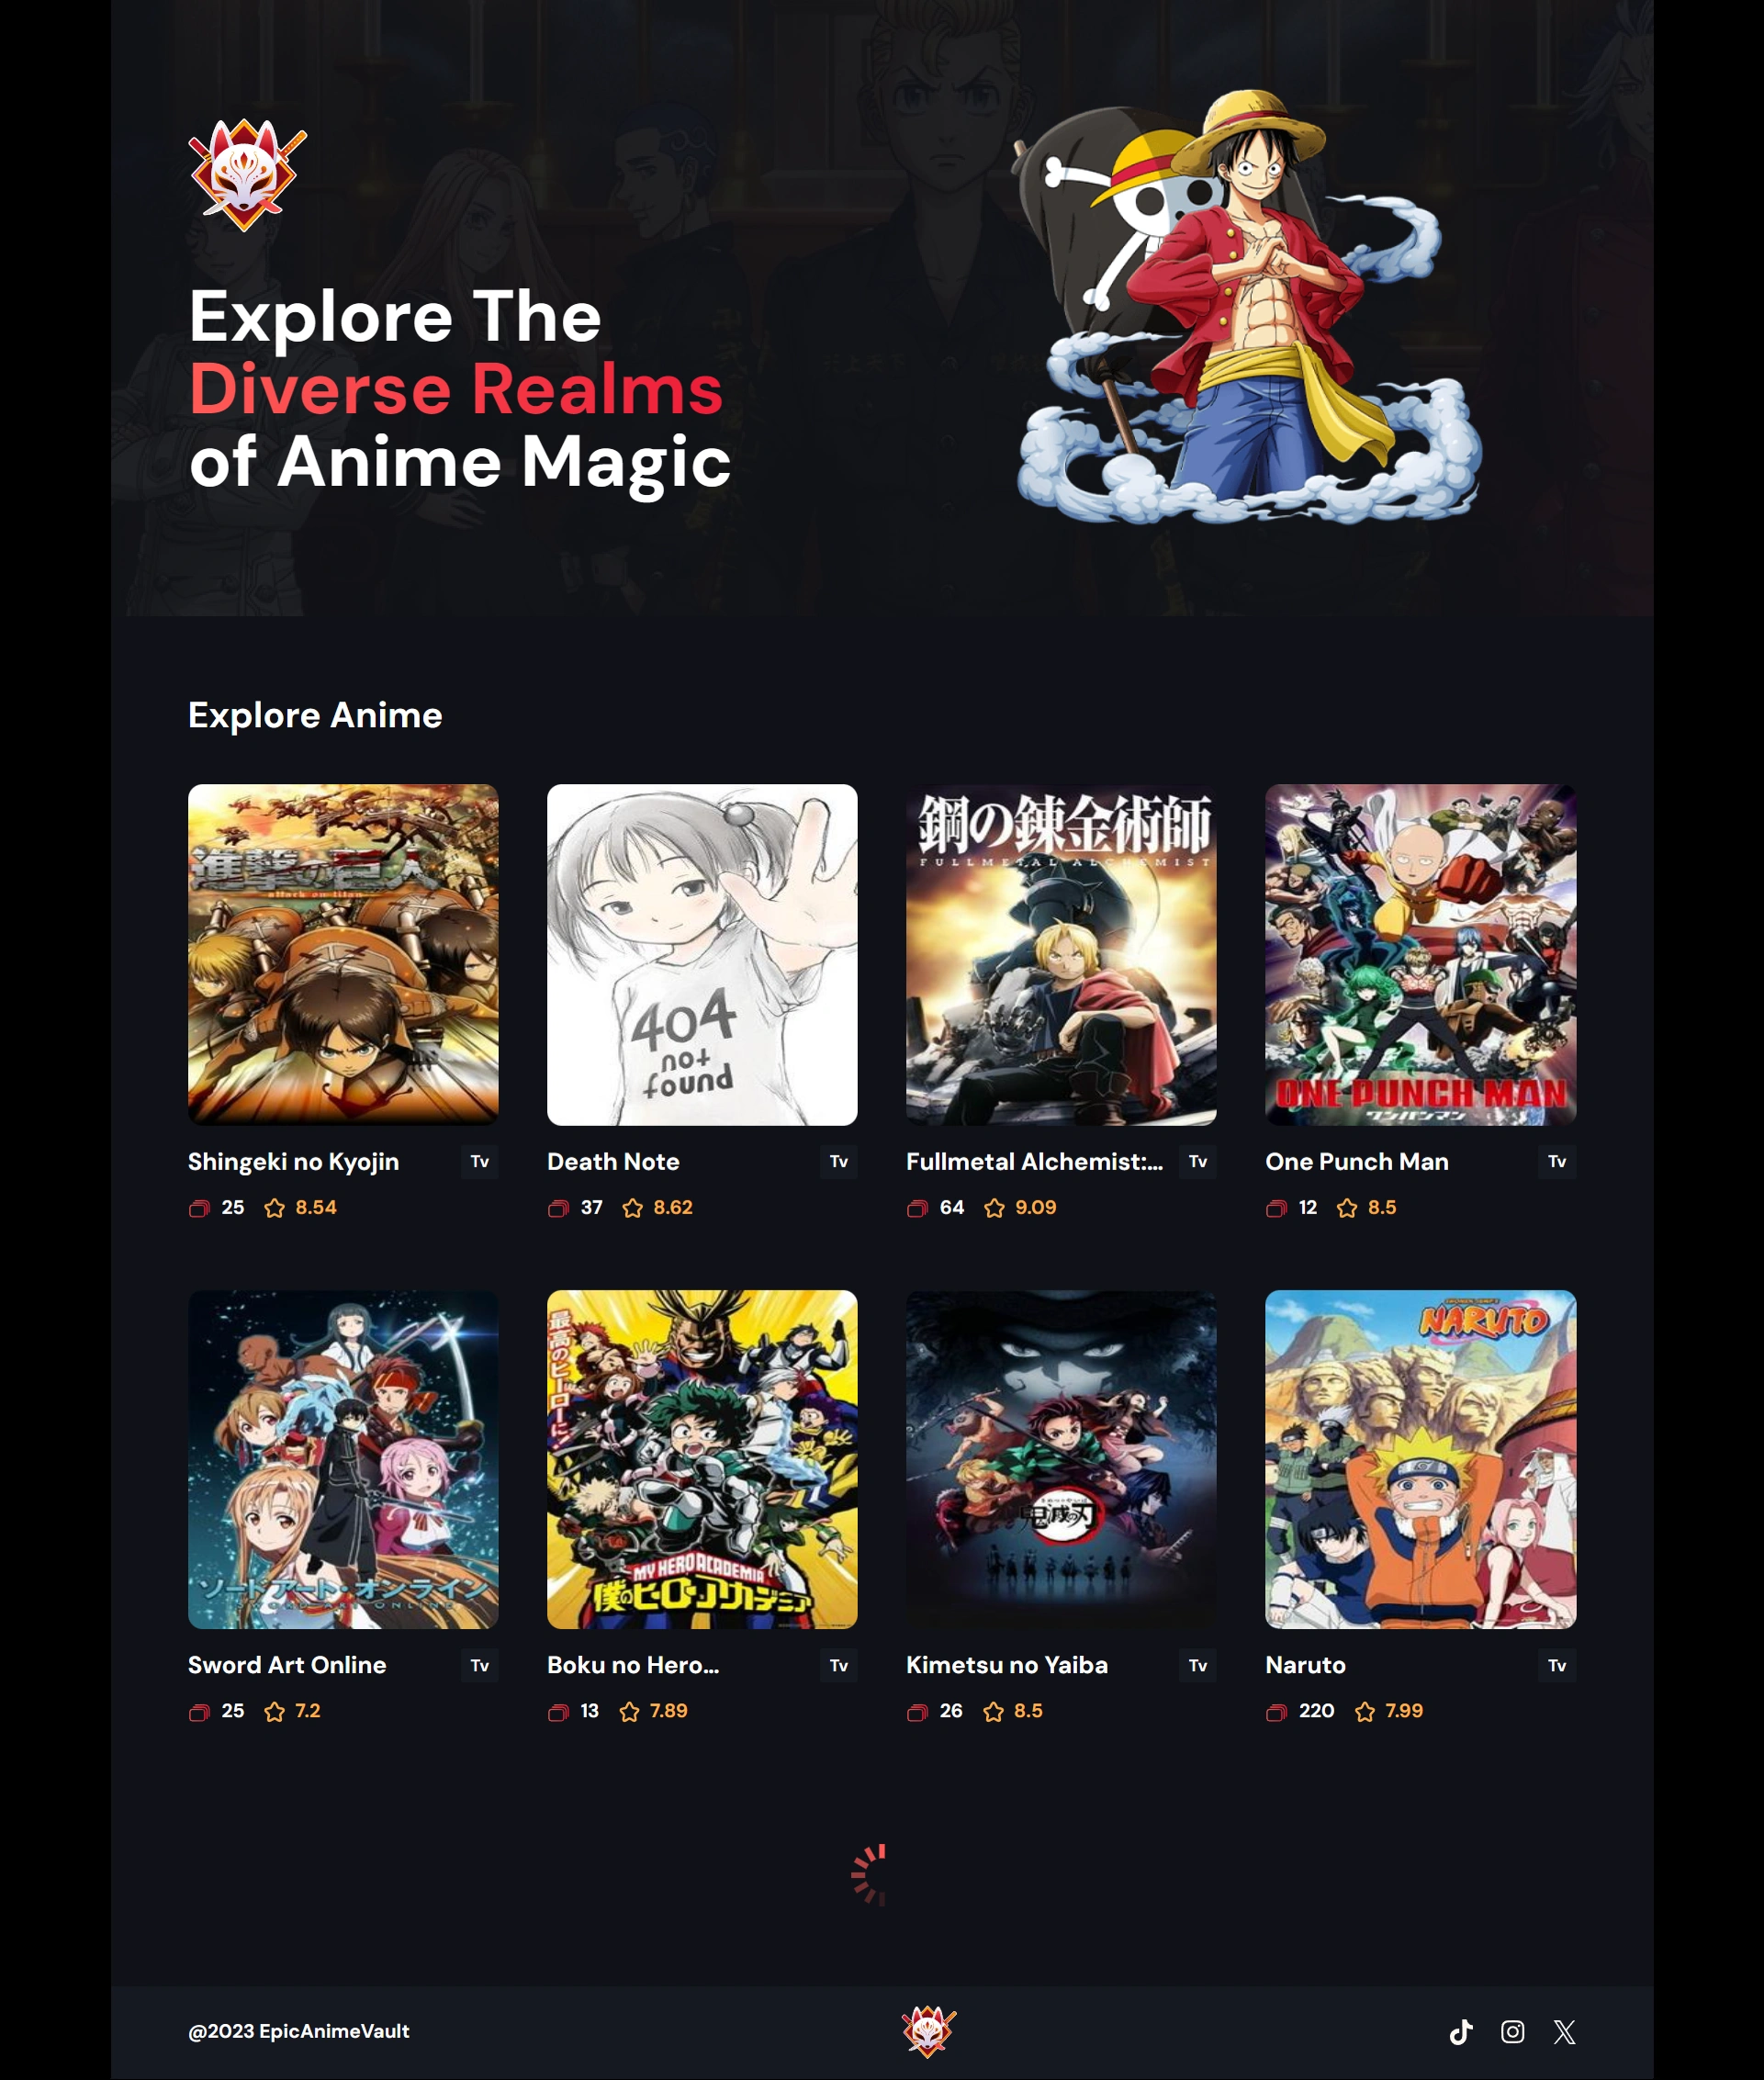 Explore The
Diverse Realms
of Anime Magic
Explore Anime
進撃の巨人
attack on titan
404
not
found
鋼の錬金術師
FULLMETAL ALCHEMIST
ONE PUNCH MAN
ワンパンマン
Shingeki no Kyojin
Tv
25
8.54
Death Note
Tv
37
8.62
Fullmetal Alchemist:...
Tv
64
9.09
One Punch Man
Tv
12
8.5
ソードアート・オンライン
SWORD ART ONLINE
最高のヒーローに!
MY HERO ACADEMIA
僕のヒーローアカデミア
鬼滅の刃
NARUTO
Sword Art Online
Tv
25
7.2
Boku no Hero...
Tv
13
7.89
Kimetsu no Yaiba
Tv
26
8.5
Naruto
Tv
220
7.99
@2023 EpicAnimeVault